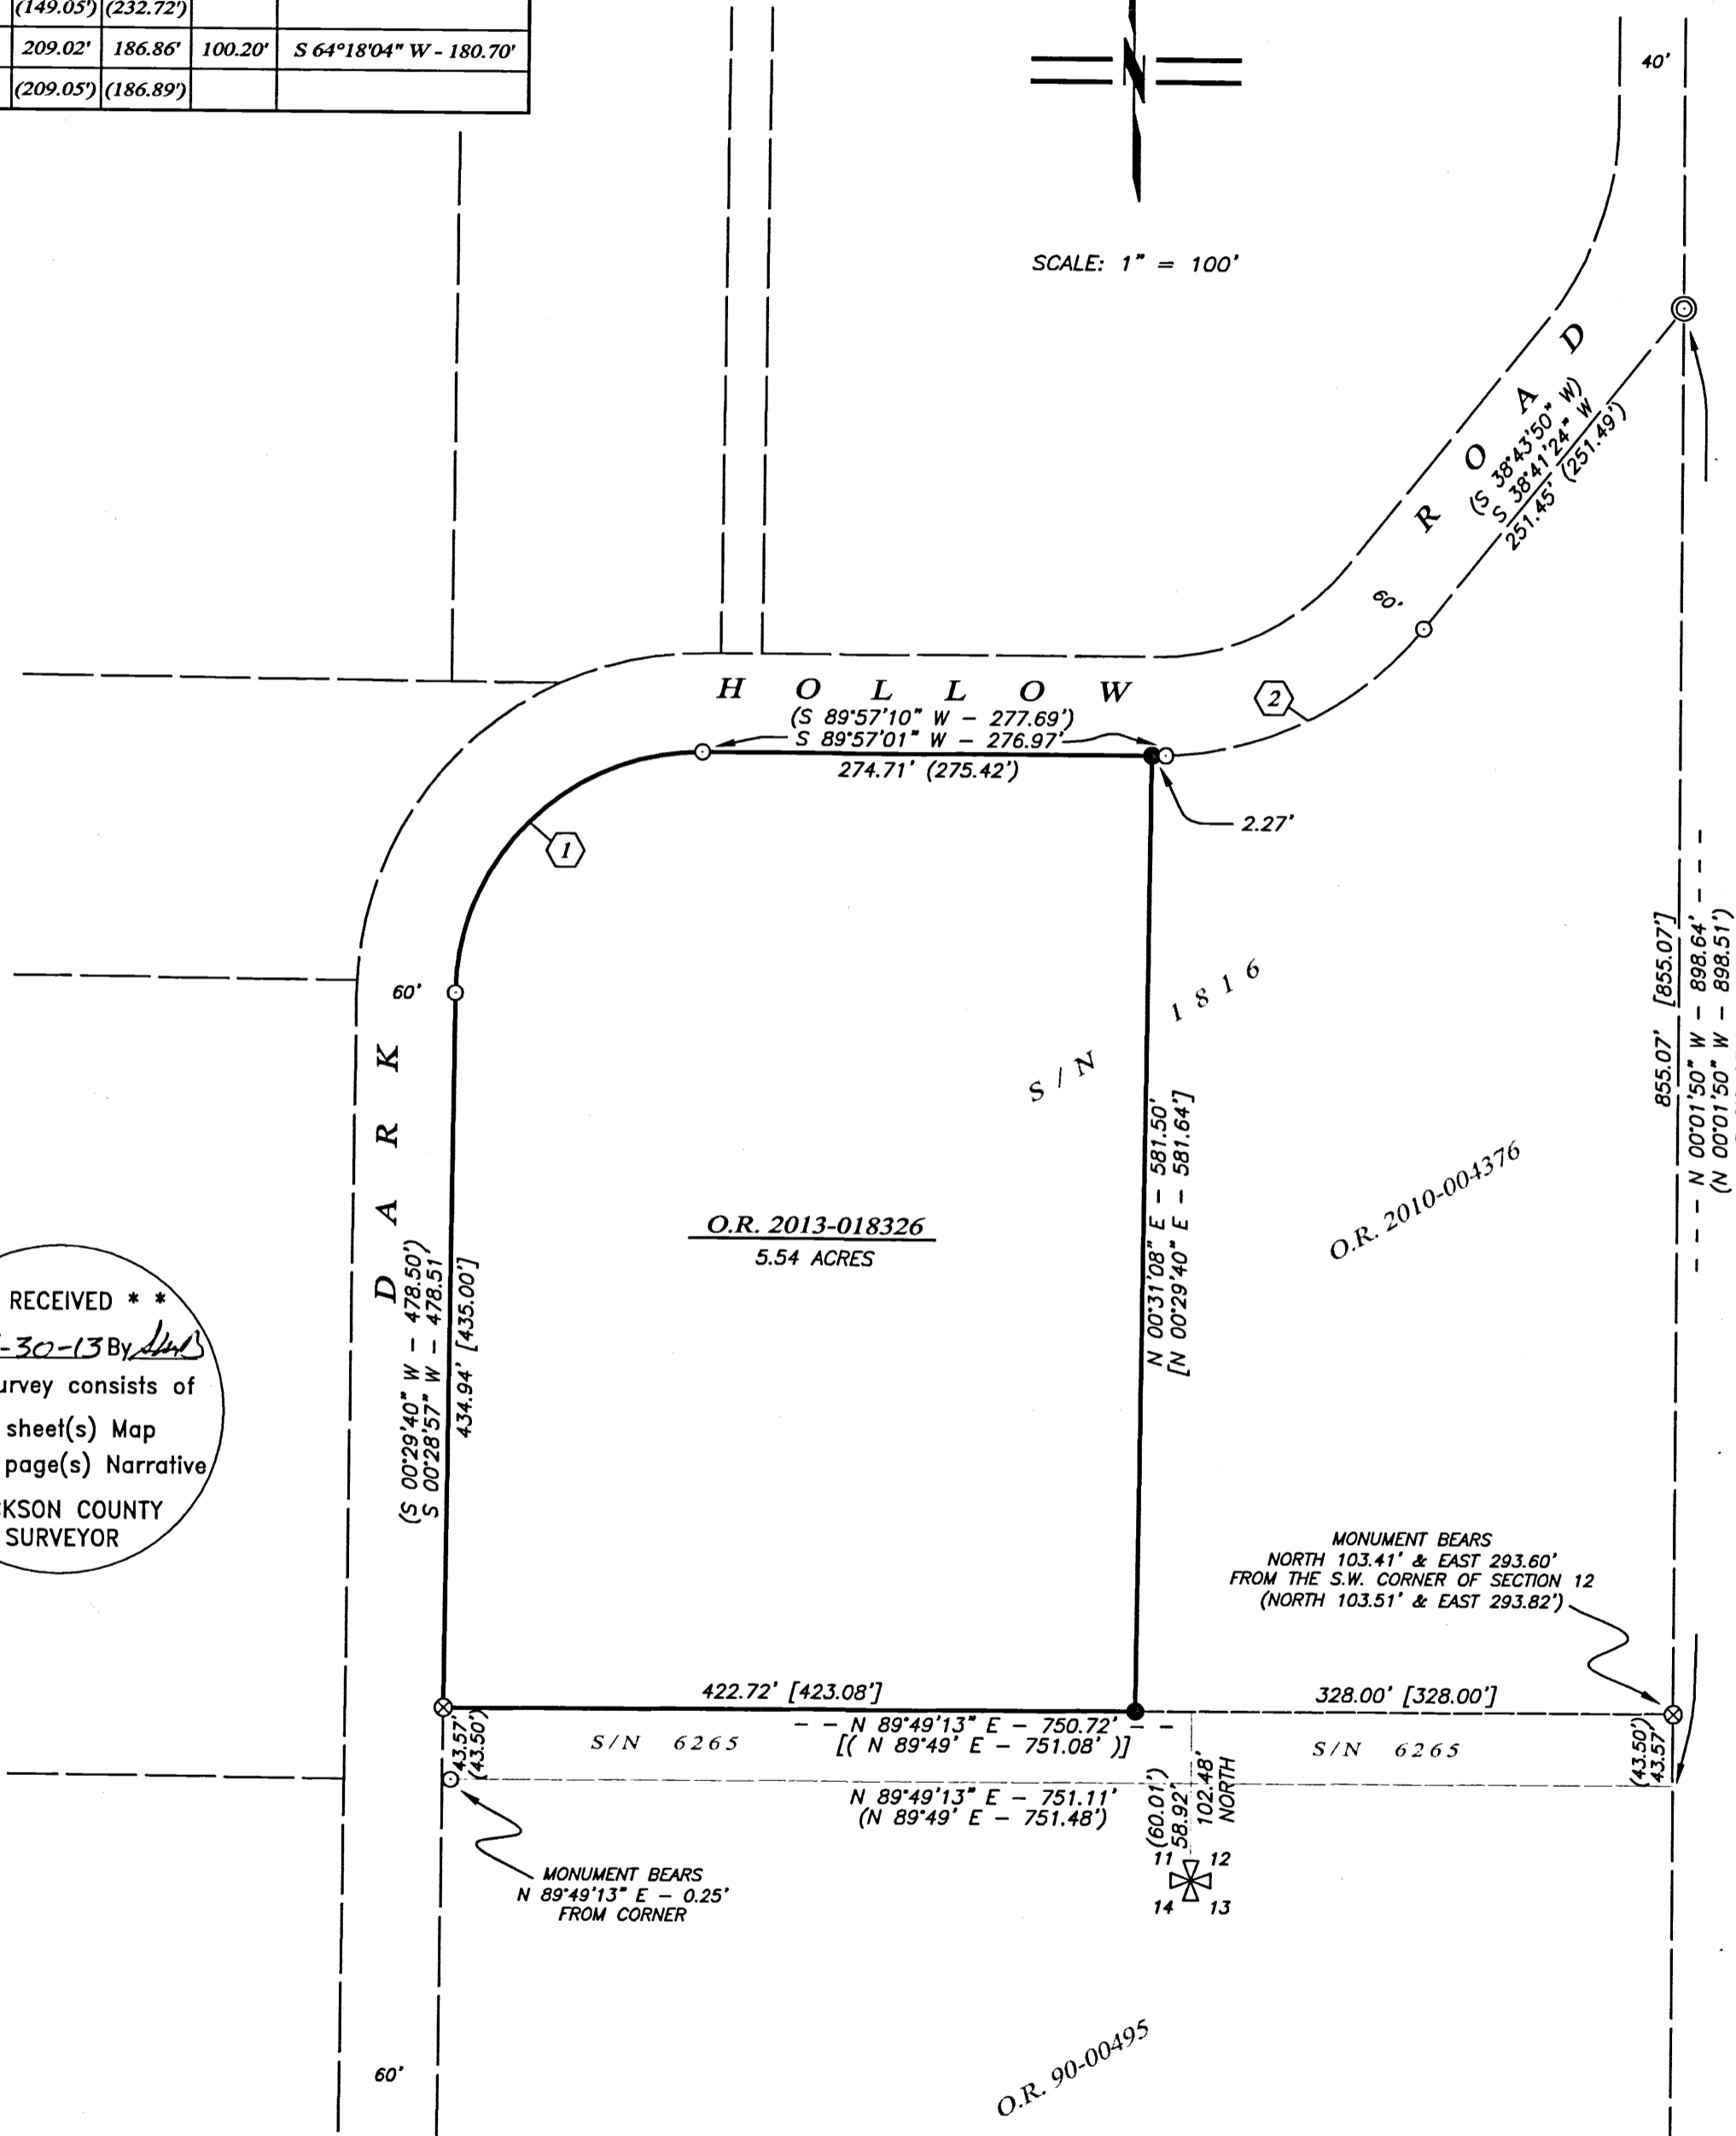 (149.05') (232.72')
209.02' 186.86' 100.20' S 64°18'04" W - 180.70'
(209.05') (186.89')
N
40'
SCALE: 1" = 100'
ROAD
(S 38°43'50" W)
S 38°41'24" W
251.45' (251.49')
60'
2
HOLLOW
(S 89°57'10" W - 277.69')
S 89°57'01" W - 276.97'
274.71' (275.42')
2.27'
1
60'
DARK
(S 00°29'40" W - 478.50')
S 00°28'57" W - 478.51'
434.94' [435.00']
S/N 1816
855.07' [855.07']
- - - N 00°01'50" W - 898.64' - - -
(N 00°01'50" W - 898.51')
N 00°31'08" E - 581.50'
[N 00°29'40" E - 581.64']
O.R. 2010-004376
O.R. 2013-018326
5.54 ACRES
RECEIVED * *
-30-13 By
urvey consists of
sheet(s) Map
page(s) Narrative
KSON COUNTY
SURVEYOR
MONUMENT BEARS
NORTH 103.41' & EAST 293.60'
FROM THE S.W. CORNER OF SECTION 12
(NORTH 103.51' & EAST 293.82')
422.72' [423.08']
328.00' [328.00']
- - N 89°49'13" E - 750.72' - -
[( N 89°49' E - 751.08' )]
S/N 6265
S/N 6265
43.57'
(43.50')
(43.50')
43.57'
N 89°49'13" E - 751.11'
(N 89°49' E - 751.48')
(60.01')
58.92'
102.48'
NORTH
11 12
14 13
MONUMENT BEARS
N 89°49'13" E - 0.25'
FROM CORNER
60'
O.R. 90-00495